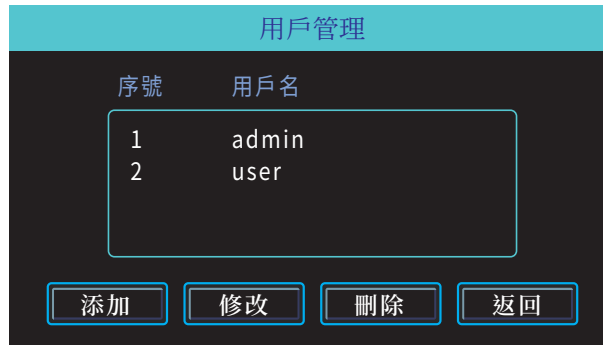 用戶管理
序號 用戶名
1 admin
2 user
添加 修改 刪除 返回